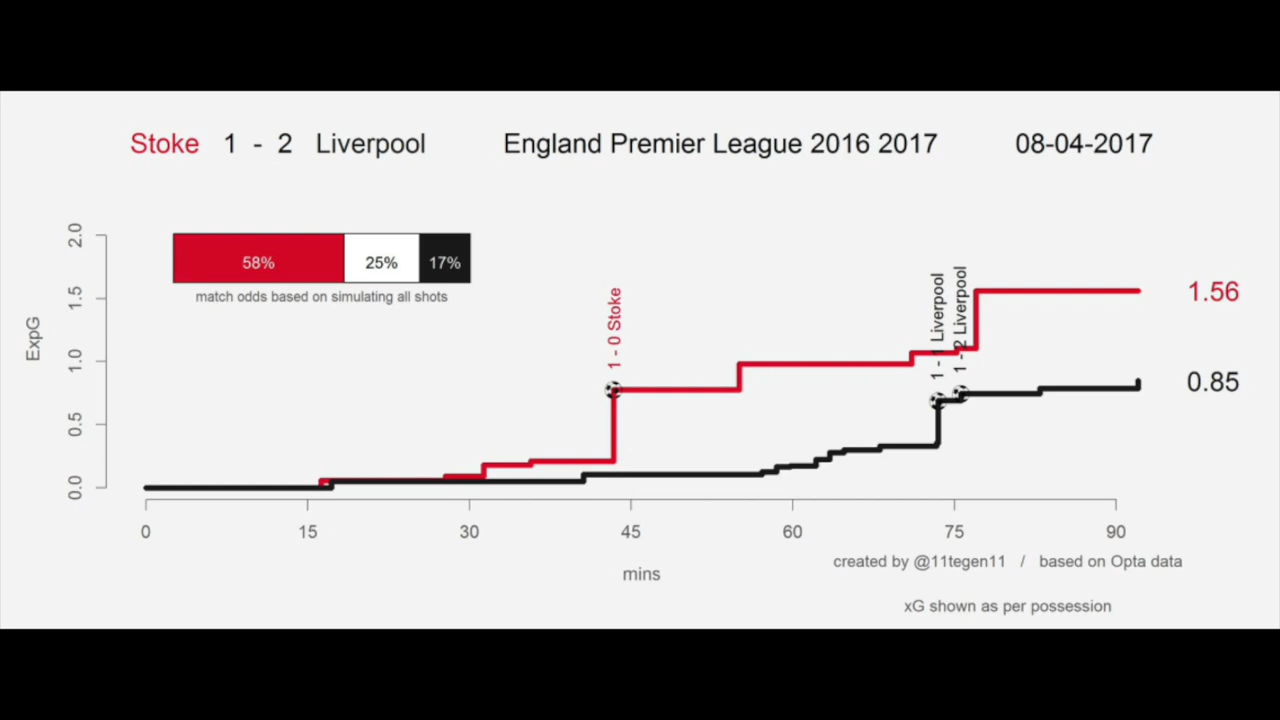 Stoke 1 - 2 Liverpool England Premier League 2016 2017 08-04-2017
58% 25% 17%
match odds based on simulating all shots
ExpG
2.0
1.5
1.0
0.5
0.0
1 - 0 Stoke
1 - 1 Liverpool
1 - 2 Liverpool
1.56
0.85
0 15 30 45 60 75 90
mins
created by @11tegen11 / based on Opta data
xG shown as per possession